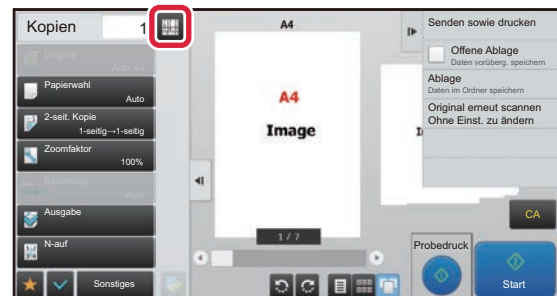 Kopien 1
Original
Auto A4
Papierwahl
Auto
2-seit. Kopie
1-seitig→1-seitig
Zoomfaktor
100%
Belichtung
Auto
Ausgabe
N-auf
Sonstiges
A4
A4
Image
1 / 7
Senden sowie drucken
Offene Ablage
Daten vorüberg. speichern
Ablage
Daten im Ordner speichern
Original erneut scannen
Ohne Einst. zu ändern
CA
Probedruck
Start